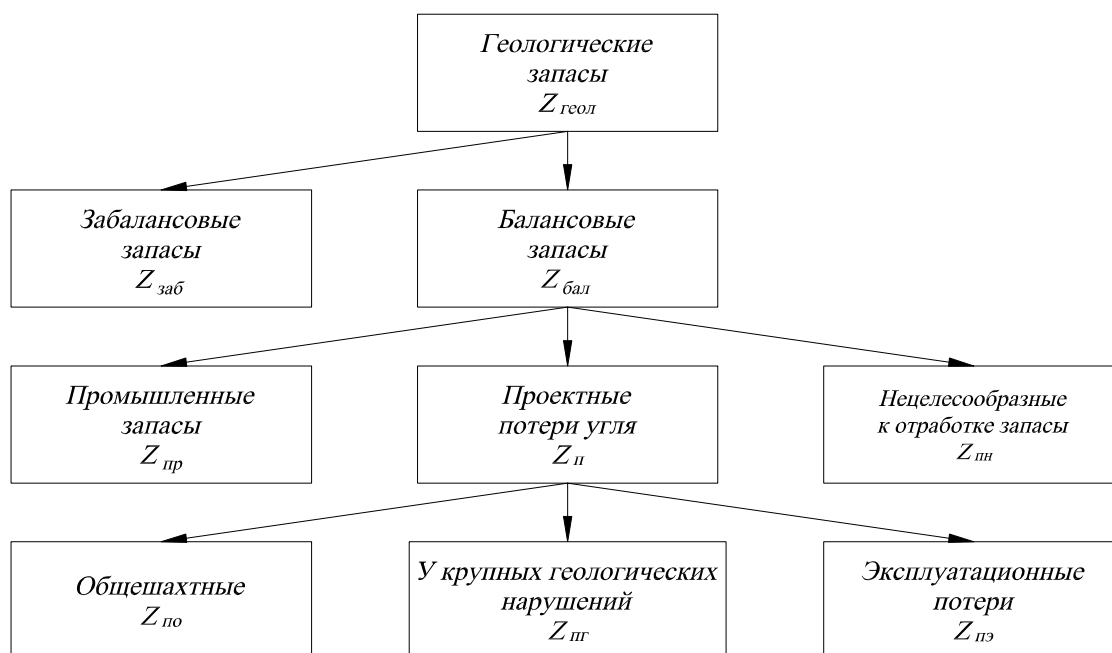 Геологические
запасы
Z геол
Забалансовые
запасы
Z заб
Балансовые
запасы
Z бал
Промышленные
запасы
Z пр
Проектные
потери угля
Z п
Нецелесообразные
к отработке запасы
Z пн
Общешахтные
Z по
У крупных геологических
нарушений
Z пг
Эксплуатационные
потери
Z пэ